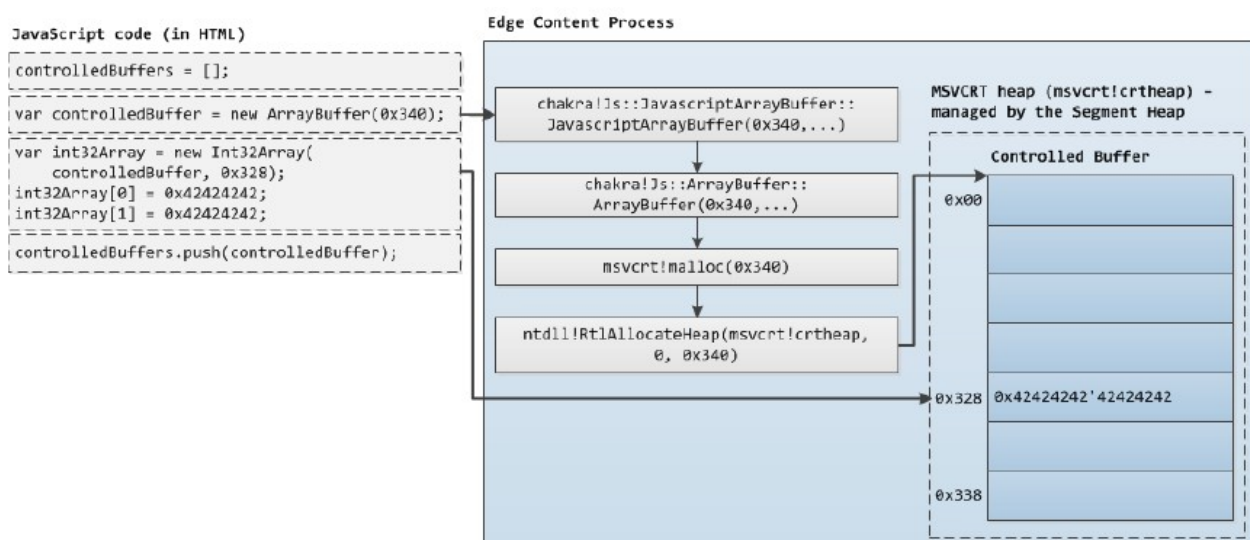 JavaScript code (in HTML)
controlledBuffers = [];
var controlledBuffer = new ArrayBuffer(0x340);
var int32Array = new Int32Array(
controlledBuffer, 0x328);
int32Array[0] = 0x42424242;
int32Array[1] = 0x42424242;
controlledBuffers.push(controlledBuffer);
Edge Content Process
chakra!Js::JavascriptArrayBuffer::
JavascriptArrayBuffer(0x340,...)
chakra!Js::ArrayBuffer::
ArrayBuffer(0x340,...)
msvcrt!malloc(0x340)
ntdll!RtlAllocateHeap(msvcrt!crtheap,
0, 0x340)
MSVCRT heap (msvcrt!crtheap) –
managed by the Segment Heap
Controlled Buffer
0x00
0x328
0x42424242'42424242
0x338